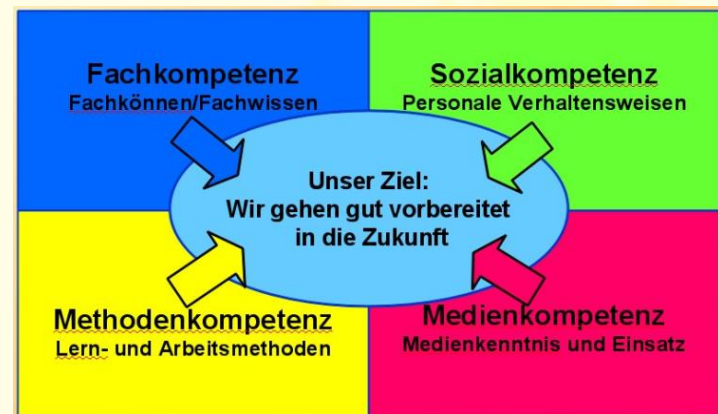 Fachkompetenz
Fachkönnen/Fachwissen
Sozialkompetenz
Personale Verhaltensweisen
Unser Ziel:
Wir gehen gut vorbereitet
in die Zukunft
Methodenkompetenz
Lern- und Arbeitsmethoden
Medienkompetenz
Medienkenntnis und Einsatz